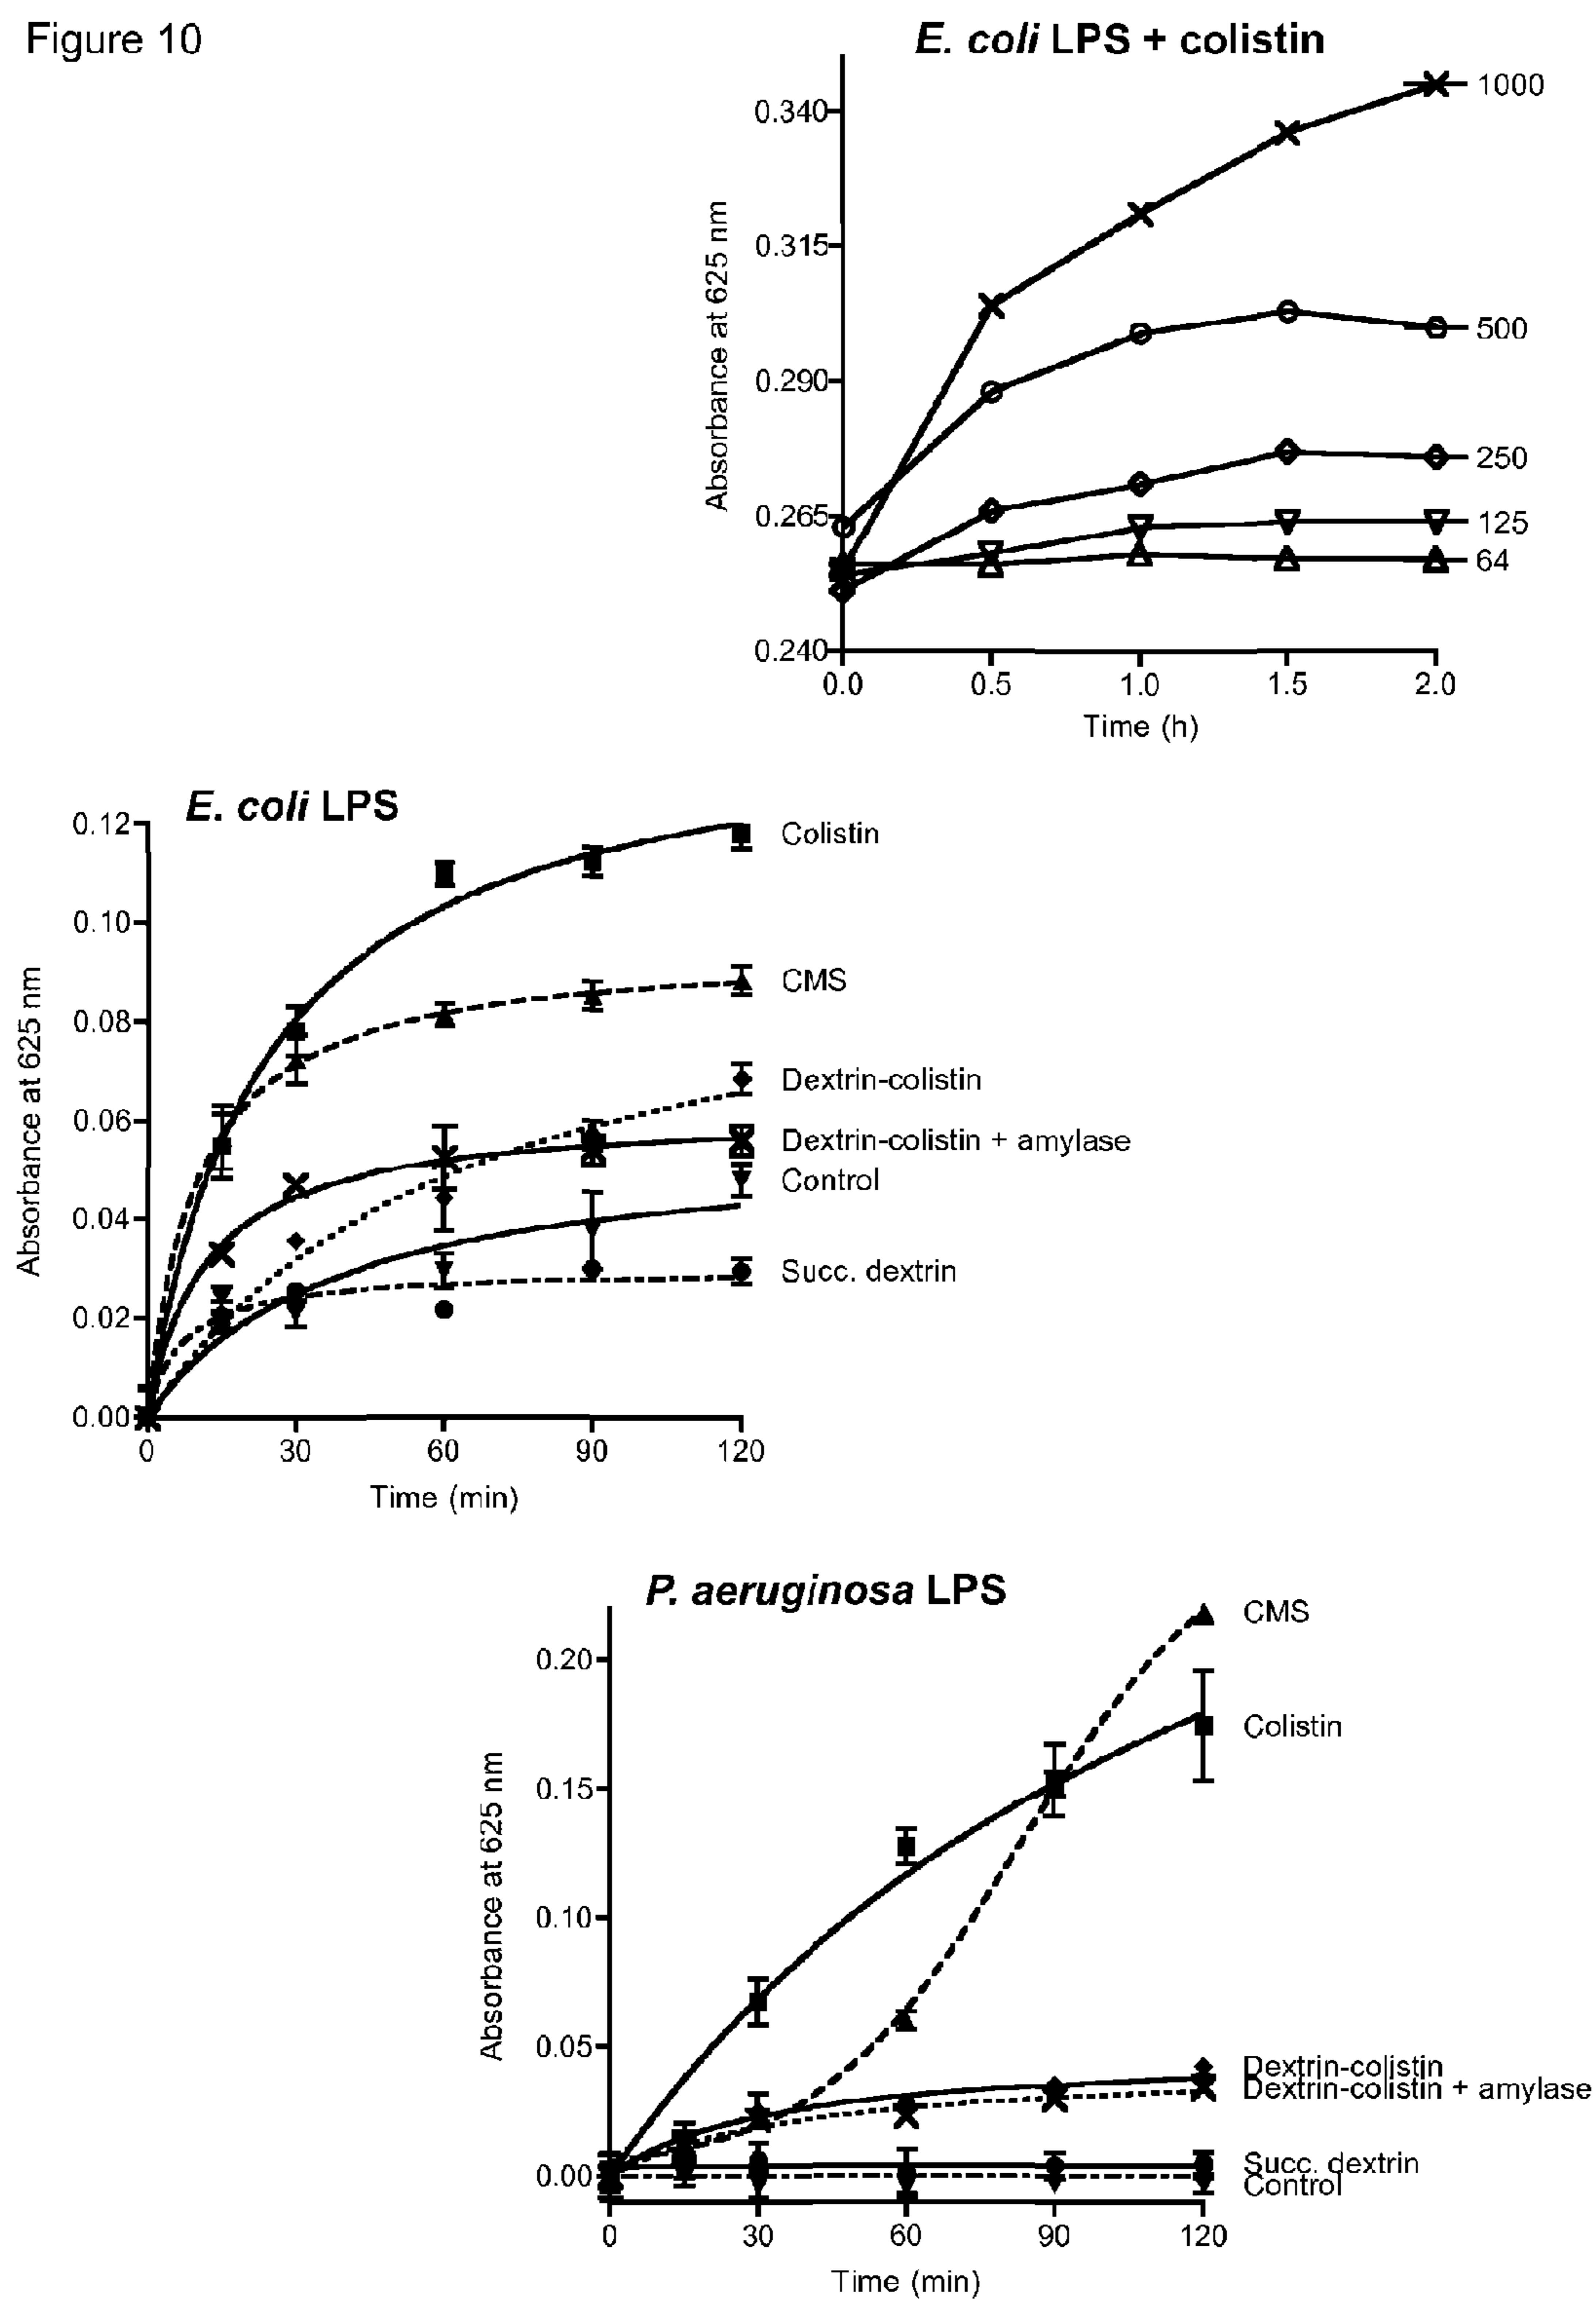 Figure 10
E. coli LPS + colistin
0.340
0.315
0.290
0.265
0.240
Absorbance at 625 nm
1000
500
250
125
64
0.0 0.5 1.0 1.5 2.0
Time (h)
E. coli LPS
0.12
0.10
0.08
0.06
0.04
0.02
0.00
Absorbance at 625 nm
Colistin
CMS
Dextrin-colistin
Dextrin-colistin + amylase
Control
Succ. dextrin
0 30 60 90 120
Time (min)
P. aeruginosa LPS
0.20
0.15
0.10
0.05
0.00
Absorbance at 625 nm
CMS
Colistin
Dextrin-colistin
Dextrin-colistin + amylase
Succ. dextrin
Control
0 30 60 90 120
Time (min)